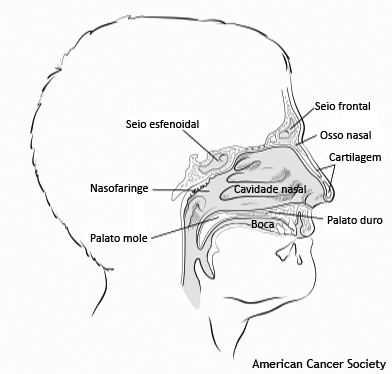 Seio frontal
Seio esfenoidal
Osso nasal
Cartilagem
Nasofaringe
Cavidade nasal
Palato duro
Boca
Palato mole
American Cancer Society